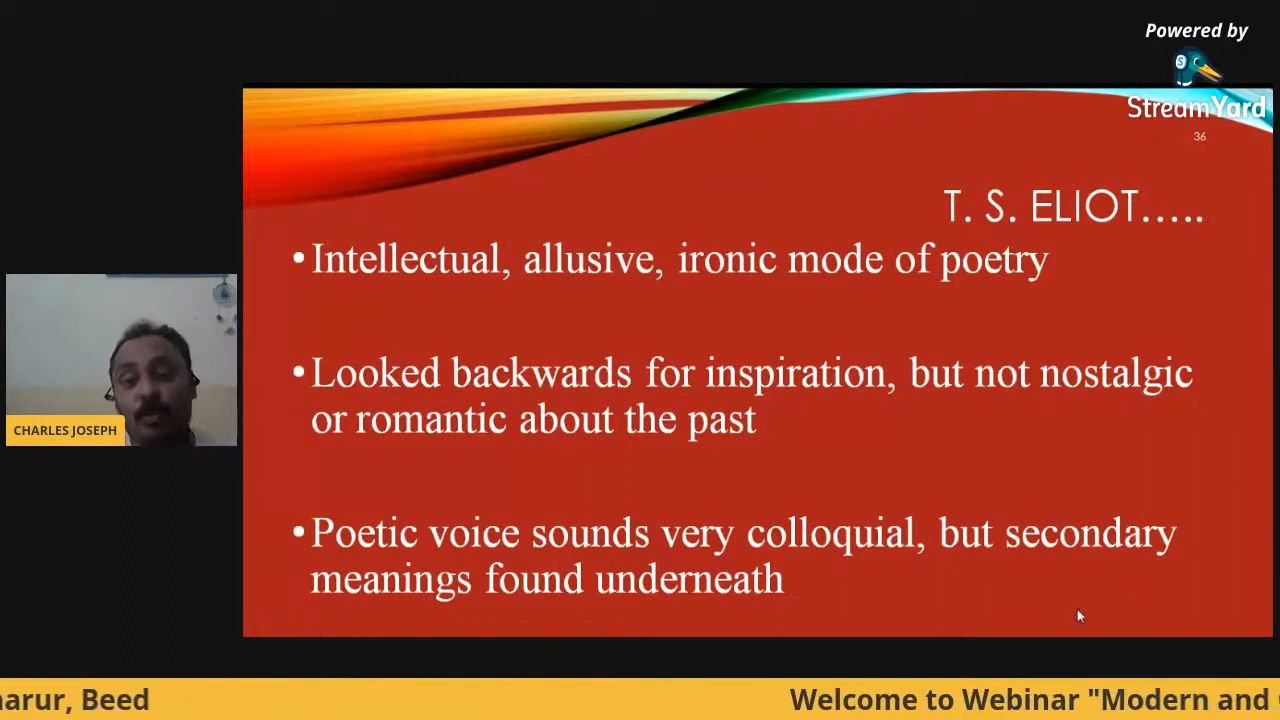 Powered by
StreamYard
36
T. S. ELIOT.....
•Intellectual, allusive, ironic mode of poetry
•Looked backwards for inspiration, but not nostalgic
or romantic about the past
•Poetic voice sounds very colloquial, but secondary
meanings found underneath
CHARLES JOSEPH
Beed
Welcome to Webinar "Modern and